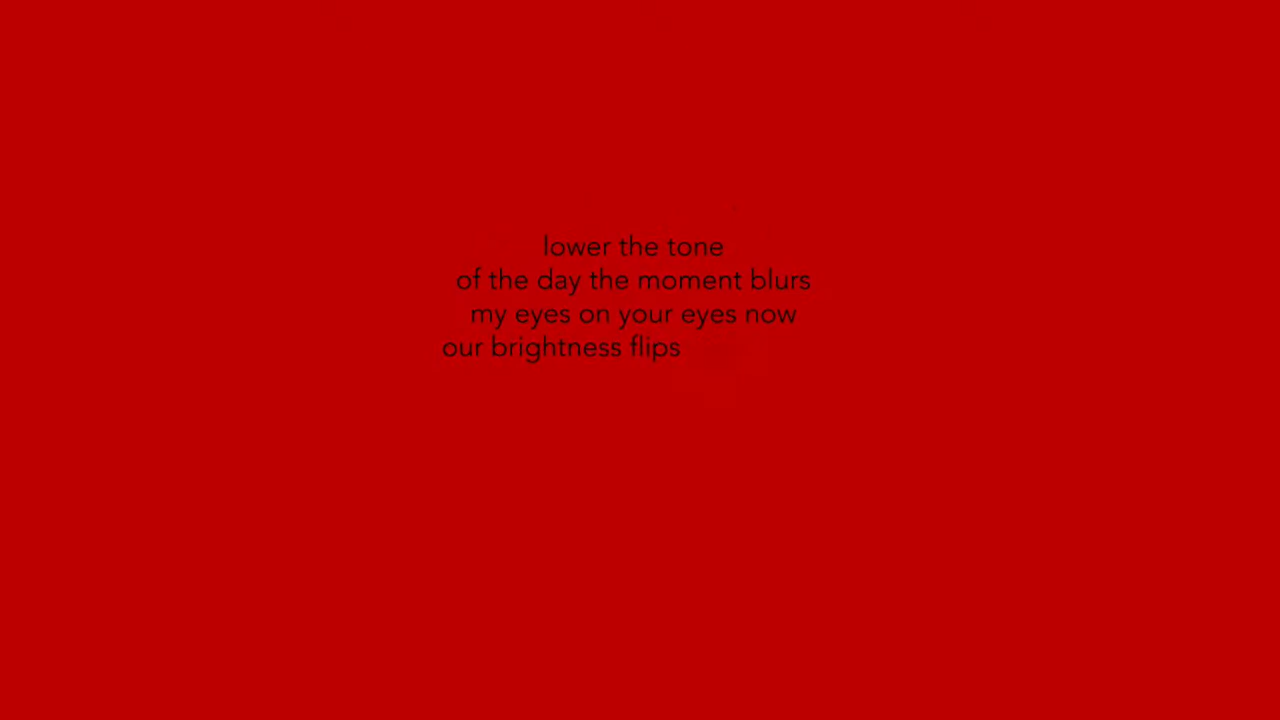 lower the tone
of the day the moment blurs
my eyes on your eyes now
our brightness flips